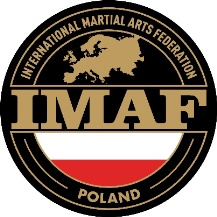 INTERNATIONAL MARTIAL ARTS FEDERATION
IMAF
POLAND